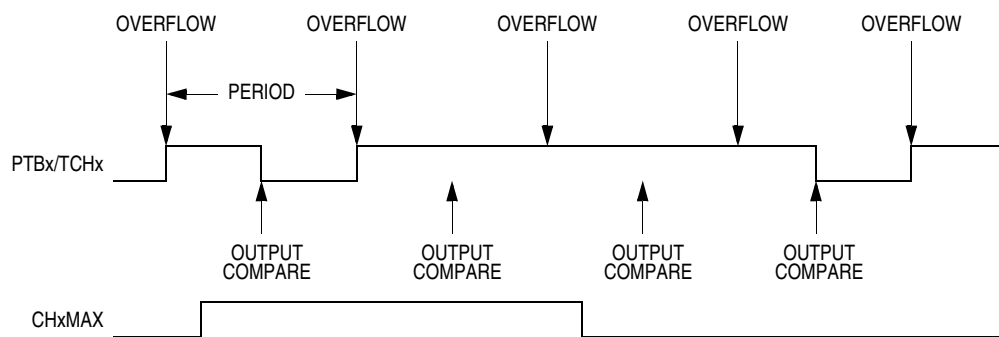 OVERFLOW OVERFLOW OVERFLOW OVERFLOW OVERFLOW
PERIOD
PTBx/TCHx
OUTPUT COMPARE
OUTPUT COMPARE
OUTPUT COMPARE
OUTPUT COMPARE
CHxMAX